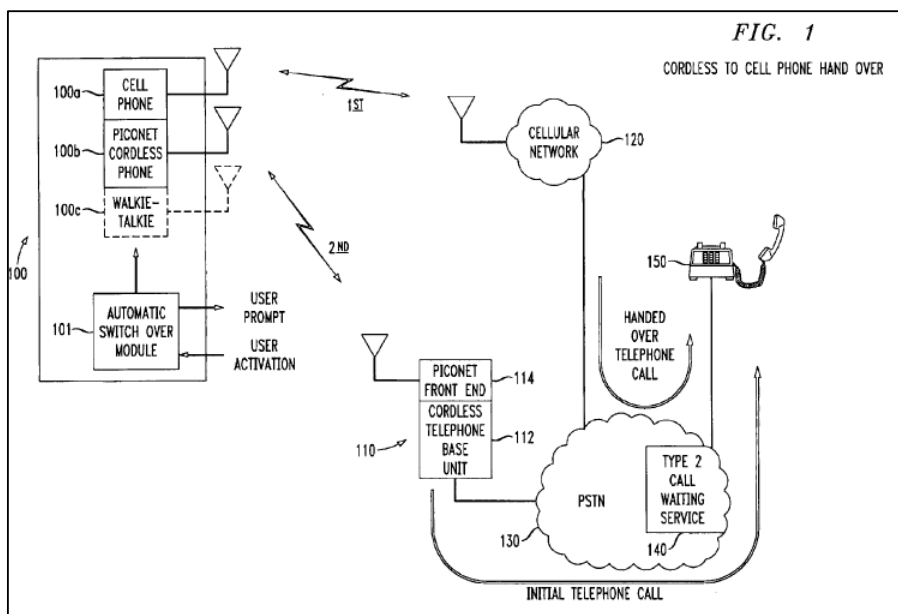 FIG. 1
CORDLESS TO CELL PHONE HAND OVER
100a
CELL
PHONE
100b
PICONET
CORDLESS
PHONE
100c
WALKIE-
TALKIE
100
1ST
CELLULAR
NETWORK
120
2ND
101
AUTOMATIC
SWITCH OVER
MODULE
USER
PROMPT
USER
ACTIVATION
150
HANDED
OVER
TELEPHONE
CALL
PICONET
FRONT END
114
CORDLESS
TELEPHONE
BASE
UNIT
112
110
PSTN
130
TYPE 2
CALL
WAITING
SERVICE
140
INITIAL TELEPHONE CALL